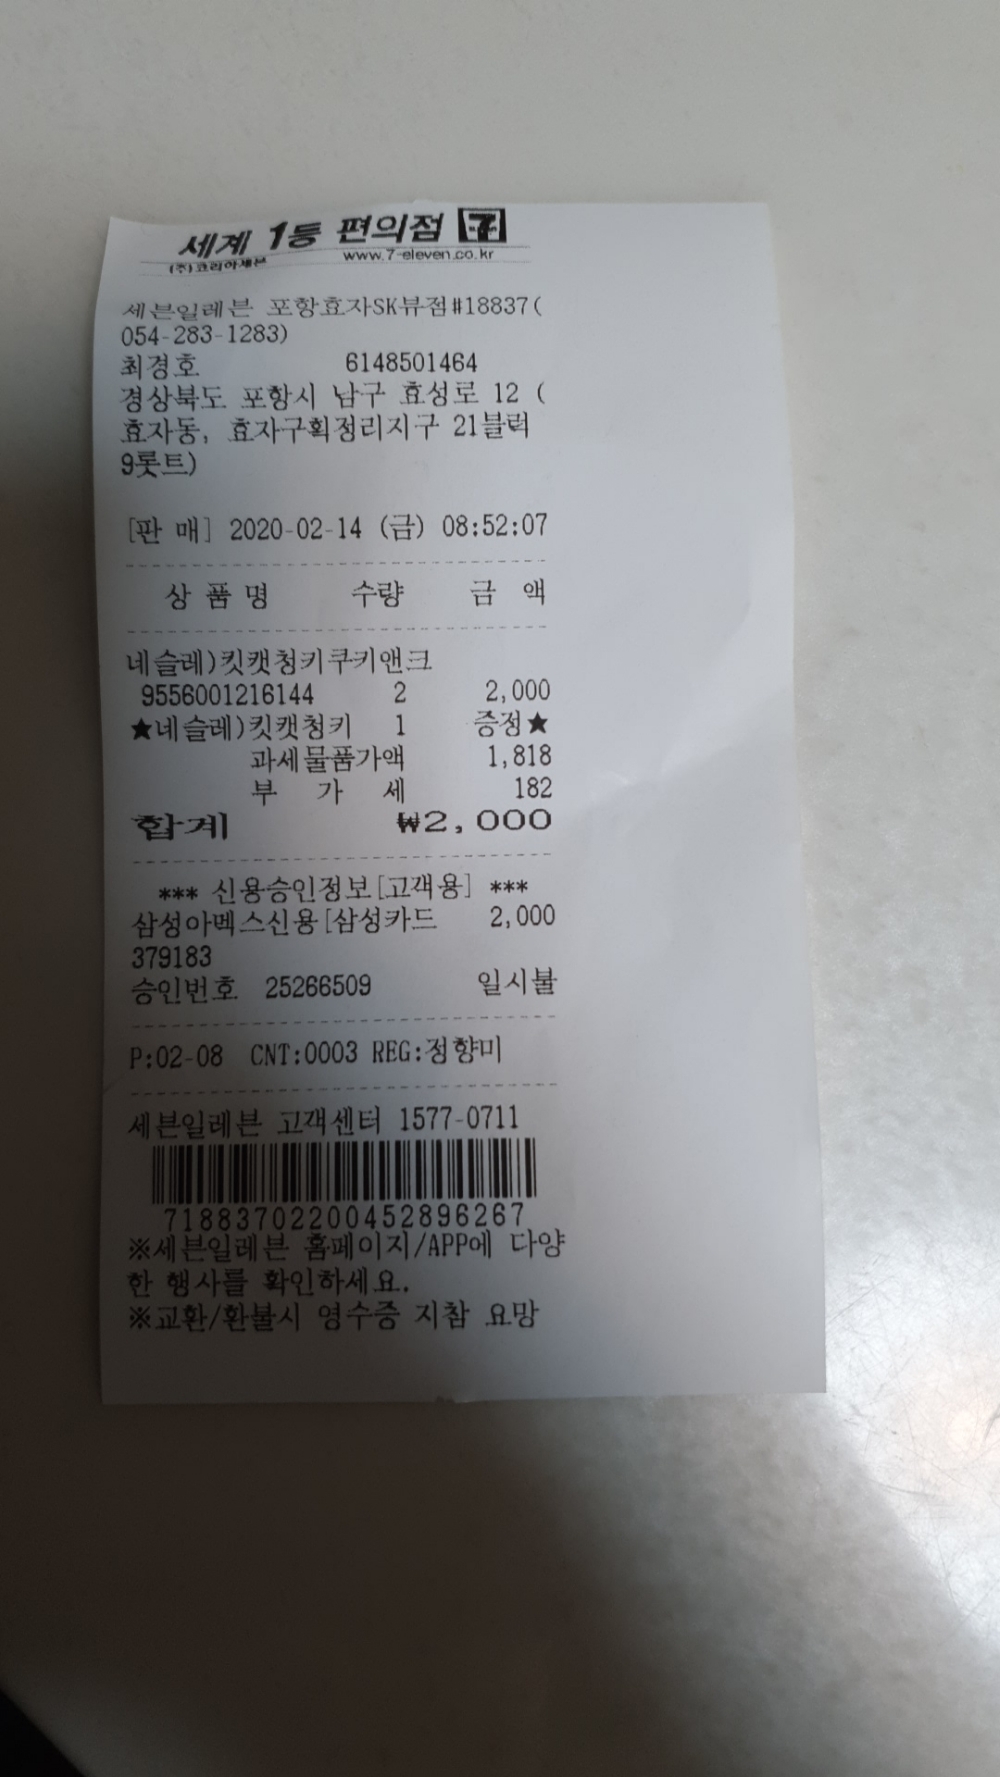 세계 1등 편의점 7
(주)코리아세븐 www.7-eleven.co.kr
세븐일레븐 포항효자SK뷰점#18837(
054-283-1283)
최경호 6148501464
경상북도 포항시 남구 효성로 12 (
효자동, 효자구획정리지구 21블럭
9롯트)
[판 매] 2020-02-14 (금) 08:52:07
상 품 명 수량 금 액
네슬레)킷캣청키쿠키앤크
9556001216144 2 2,000
★네슬레)킷캣청키 1 증정★
과세물품가액 1,818
부 가 세 182
합계 ₩2,000
*** 신용승인정보[고객용] ***
삼성아멕스신용[삼성카드 2,000
379183
승인번호 25266509 일시불
P:02-08 CNT:0003 REG:정향미
세븐일레븐 고객센터 1577-0711
71883702200452896267
※세븐일레븐 홈페이지/APP에 다양
한 행사를 확인하세요.
※교환/환불시 영수증 지참 요망